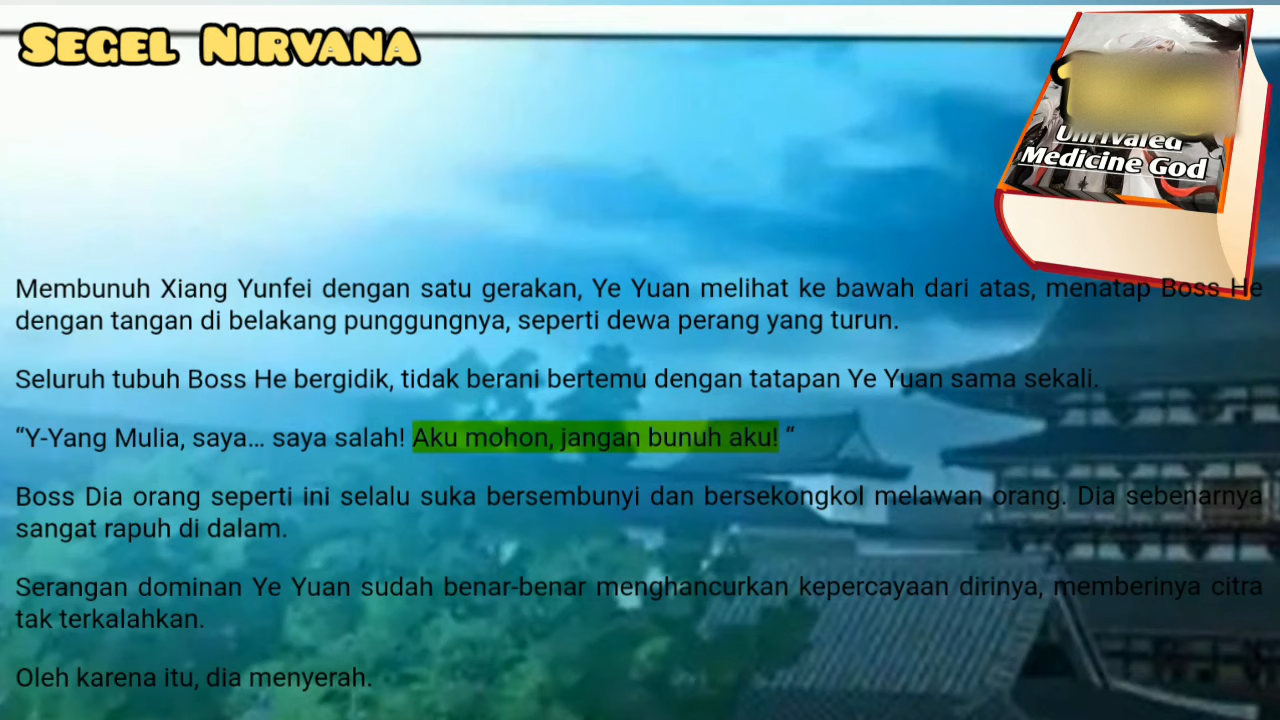 Segel Nirvana
Unrivaled
Medicine God
Membunuh Xiang Yunfei dengan satu gerakan, Ye Yuan melihat ke bawah dari atas, menatap Boss He
dengan tangan di belakang punggungnya, seperti dewa perang yang turun.
Seluruh tubuh Boss He bergidik, tidak berani bertemu dengan tatapan Ye Yuan sama sekali.
“Y-Yang Mulia, saya… saya salah! Aku mohon, jangan bunuh aku! “
Boss Dia orang seperti ini selalu suka bersembunyi dan bersekongkol melawan orang. Dia sebenarnya
sangat rapuh di dalam.
Serangan dominan Ye Yuan sudah benar-benar menghancurkan kepercayaan dirinya, memberinya citra
tak terkalahkan.
Oleh karena itu, dia menyerah.